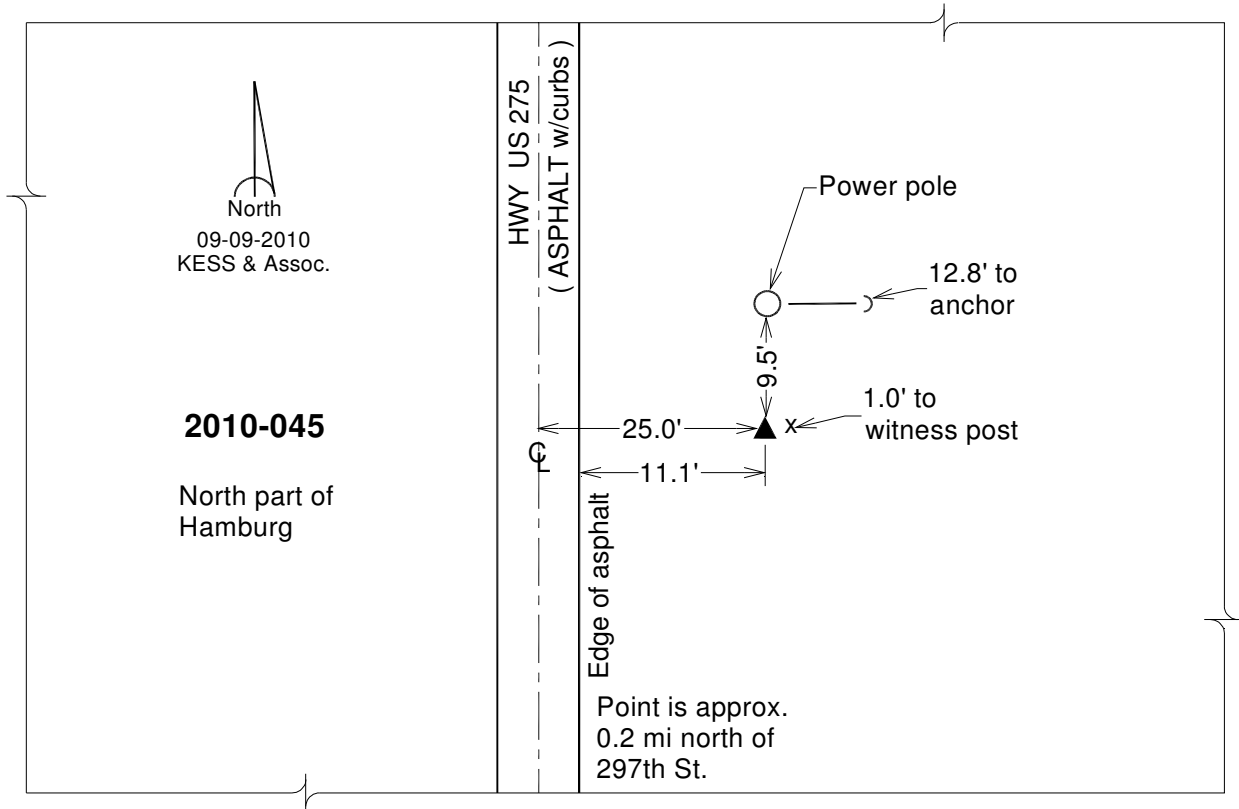 North
09-09-2010
KESS & Assoc.
2010-045
North part of
Hamburg
HWY US 275
( ASPHALT w/curbs )
Power pole
12.8' to
anchor
9.5'
1.0' to
witness post
x
25.0'
CL
11.1'
Edge of asphalt
Point is approx.
0.2 mi north of
297th St.